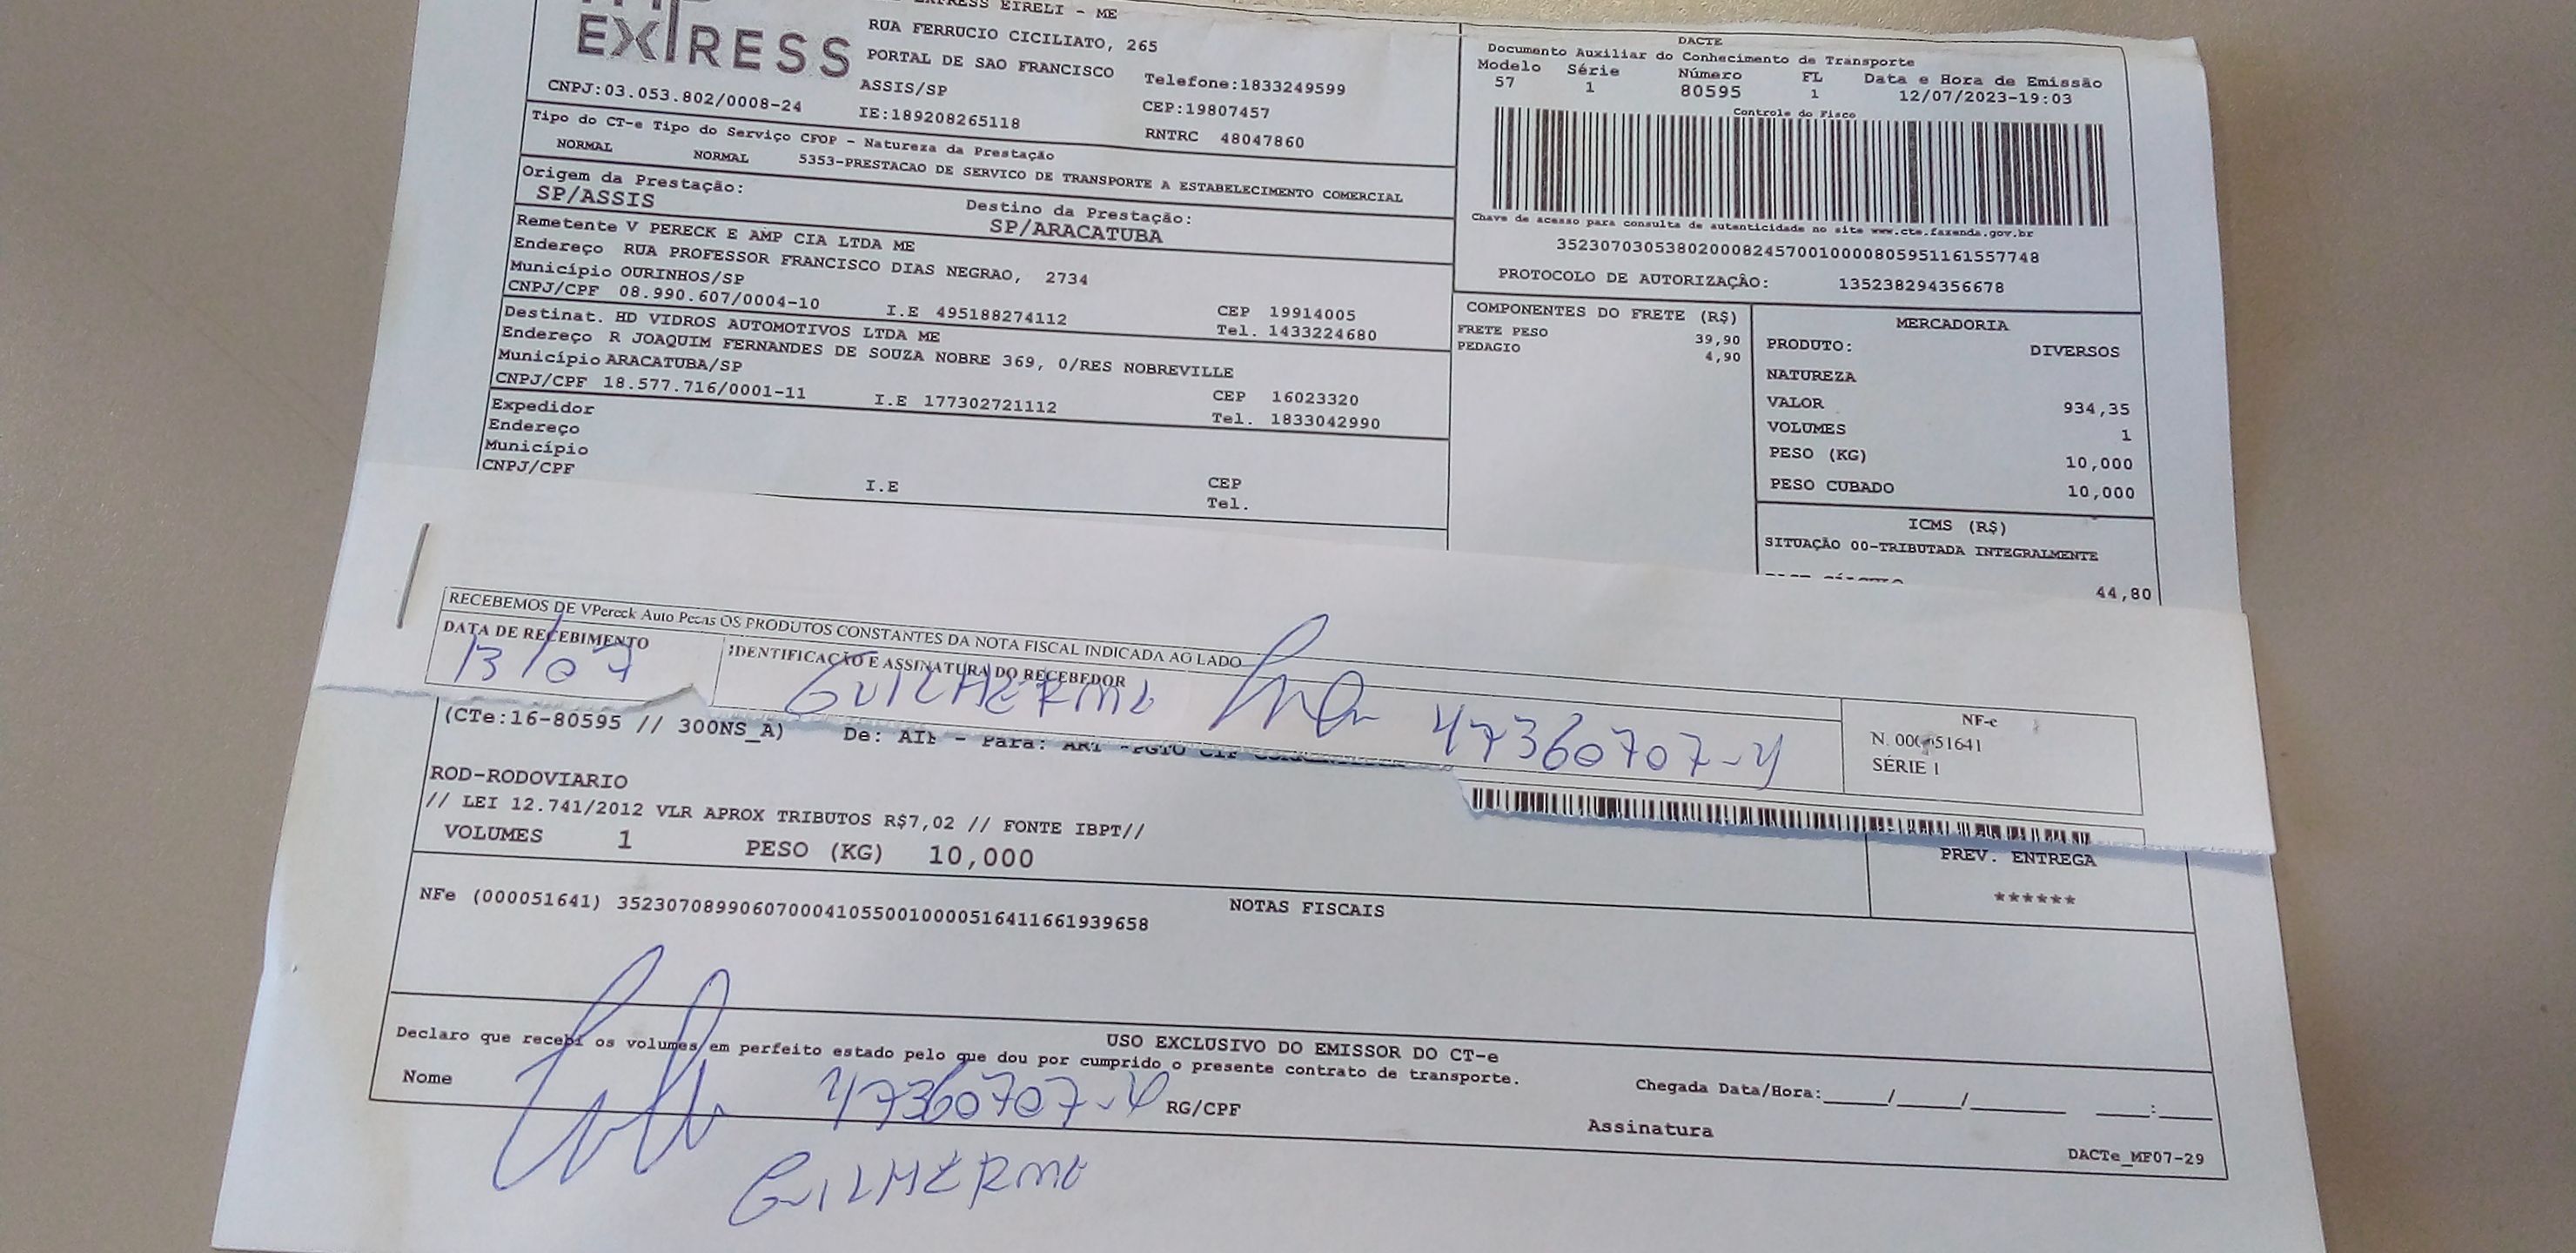 EXPRESS
EXPRESS EIRELI - ME
RUA FERRUCIO CICILIATO, 265
PORTAL DE SAO FRANCISCO
ASSIS/SP
Telefone:1833249599
CEP:19807457
CNPJ:03.053.802/0008-24
IE:189208265118
RNTRC 48047860
Tipo do CT-e Tipo do Serviço CFOP - Natureza da Prestação
NORMAL NORMAL 5353-PRESTACAO DE SERVICO DE TRANSPORTE A ESTABELECIMENTO COMERCIAL
Origem da Prestação:
SP/ASSIS
Destino da Prestação:
SP/ARACATUBA
Remetente V PERECK E AMP CIA LTDA ME
Endereço RUA PROFESSOR FRANCISCO DIAS NEGRAO, 2734
Município OURINHOS/SP
CEP 19914005
CNPJ/CPF 08.990.607/0004-10 I.E 495188274112 Tel. 1433224680
Destinat. HD VIDROS AUTOMOTIVOS LTDA ME
Endereço R JOAQUIM FERNANDES DE SOUZA NOBRE 369, 0/RES NOBREVILLE
Município ARACATUBA/SP
CEP 16023320
CNPJ/CPF 18.577.716/0001-11 I.E 177302721112 Tel. 1833042990
Expedidor
Endereço
Município
CEP
CNPJ/CPF I.E Tel.
DACTE
Documento Auxiliar do Conhecimento de Transporte
Modelo Série Número FL Data e Hora de Emissão
57 1 80595 1 12/07/2023-19:03
Controle do Fisco
Chave de acesso para consulta de autenticidade no site www.cte.fazenda.gov.br
35230703053802000824570010000805951161557748
PROTOCOLO DE AUTORIZAÇÃO: 135238294356678
COMPONENTES DO FRETE (R$)
FRETE PESO 39,90
PEDAGIO 4,90
MERCADORIA
PRODUTO: DIVERSOS
NATUREZA
VALOR 934,35
VOLUMES 1
PESO (KG) 10,000
PESO CUBADO 10,000
ICMS (R$)
SITUAÇÃO 00-TRIBUTADA INTEGRALMENTE
44,80
RECEBEMOS DE VPereck Auto Pecas OS PRODUTOS CONSTANTES DA NOTA FISCAL INDICADA AO LADO
DATA DE RECEBIMENTO
13/07
IDENTIFICAÇÃO E ASSINATURA DO RECEBEDOR
GUILHERME 47360707-4
NF-e
N. 000051641
SÉRIE 1
(CTe:16-80595 // 300NS_A) De: - Para:
ROD-RODOVIARIO
// LEI 12.741/2012 VLR APROX TRIBUTOS R$7,02 // FONTE IBPT//
VOLUMES 1 PESO (KG) 10,000
PREV. ENTREGA
******
NOTAS FISCAIS
NFe (000051641) 35230708990607000410550010000516411661939658
USO EXCLUSIVO DO EMISSOR DO CT-e
Declaro que recebi os volumes em perfeito estado pelo que dou por cumprido o presente contrato de transporte.
Nome 47360707-4 RG/CPF
Assinatura
Chegada Data/Hora:_____/_____/_______ ____:____
GUILHERME
DACTe_MF07-29